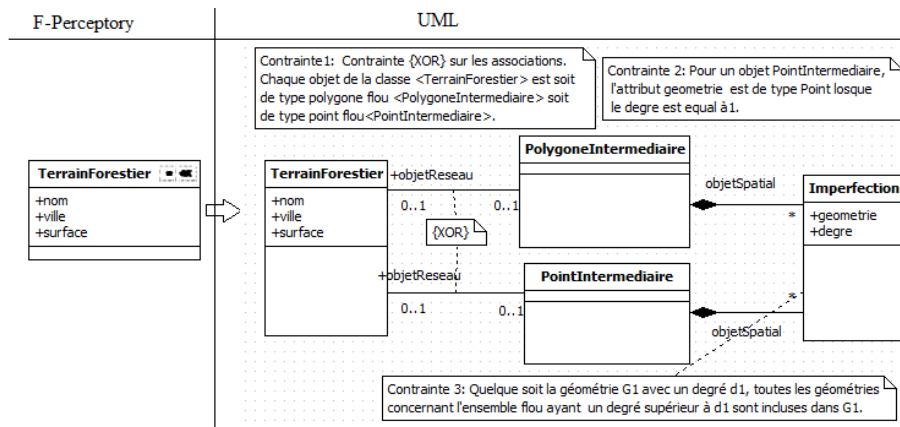 F-Perceptory
UML
Contrainte1: Contrainte {XOR} sur les associations.
Chaque objet de la classe <TerrainForestier> est soit
de type polygone flou <PolygoneIntermediaire> soit
de type point flou<PointIntermediaire>.
Contrainte 2: Pour un objet PointIntermediaire,
l'attribut geometrie est de type Point losque
le degre est equal à1.
TerrainForestier
+nom
+ville
+surface
TerrainForestier
+nom
+ville
+surface
+objetReseau
0..1
0..1
{XOR}
+objetReseau
0..1
0..1
PolygoneIntermediaire
PointIntermediaire
objetSpatial
*
*
objetSpatial
Imperfection
+geometrie
+degre
Contrainte 3: Quelque soit la géométrie G1 avec un degré d1, toutes les géométries
concernant l'ensemble flou ayant un degré supérieur à d1 sont incluses dans G1.